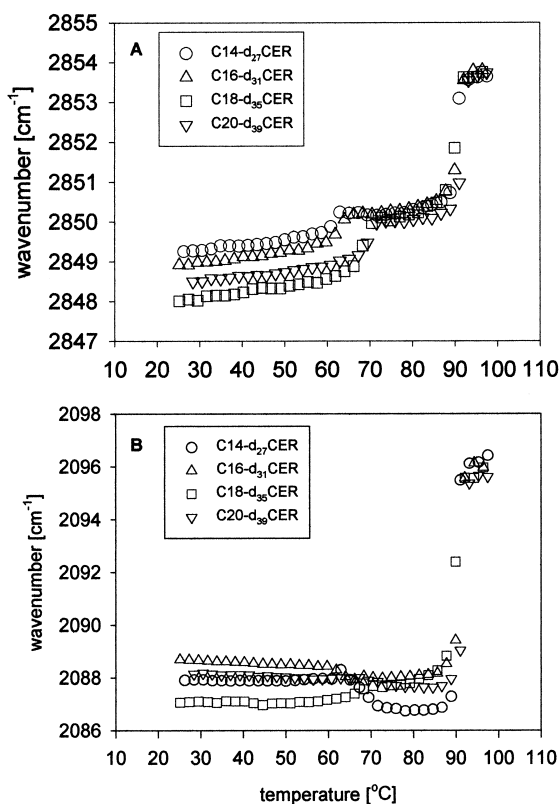 A
C14-d₂₇CER
C16-d₃₁CER
C18-d₃₅CER
C20-d₃₉CER
wavenumber [cm⁻¹]
2855
2854
2853
2852
2851
2850
2849
2848
2847
10 20 30 40 50 60 70 80 90 100 110
B
C14-d₂₇CER
C16-d₃₁CER
C18-d₃₅CER
C20-d₃₉CER
wavenumber [cm⁻¹]
2098
2096
2094
2092
2090
2088
2086
10 20 30 40 50 60 70 80 90 100 110
temperature [°C]